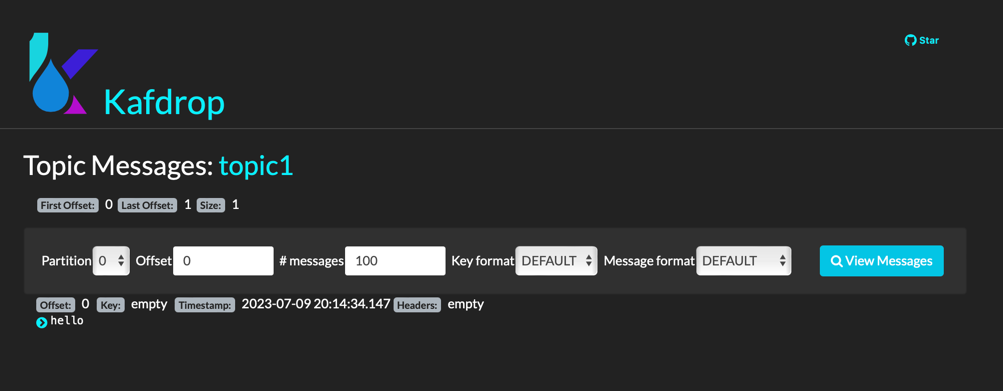 Star
Kafdrop
Topic Messages: topic1
First Offset: 0 Last Offset: 1 Size: 1
Partition 0 Offset 0 # messages 100 Key format DEFAULT Message format DEFAULT View Messages
Offset: 0 Key: empty Timestamp: 2023-07-09 20:14:34.147 Headers: empty
hello